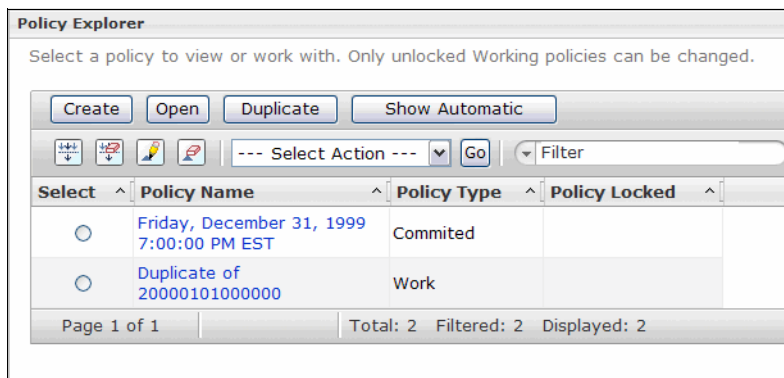 Policy Explorer
Select a policy to view or work with. Only unlocked Working policies can be changed.
Create Open Duplicate Show Automatic
--- Select Action --- Go Filter
Select Policy Name Policy Type Policy Locked
Friday, December 31, 1999
7:00:00 PM EST
Commited
Duplicate of
20000101000000
Work
Page 1 of 1 Total: 2 Filtered: 2 Displayed: 2